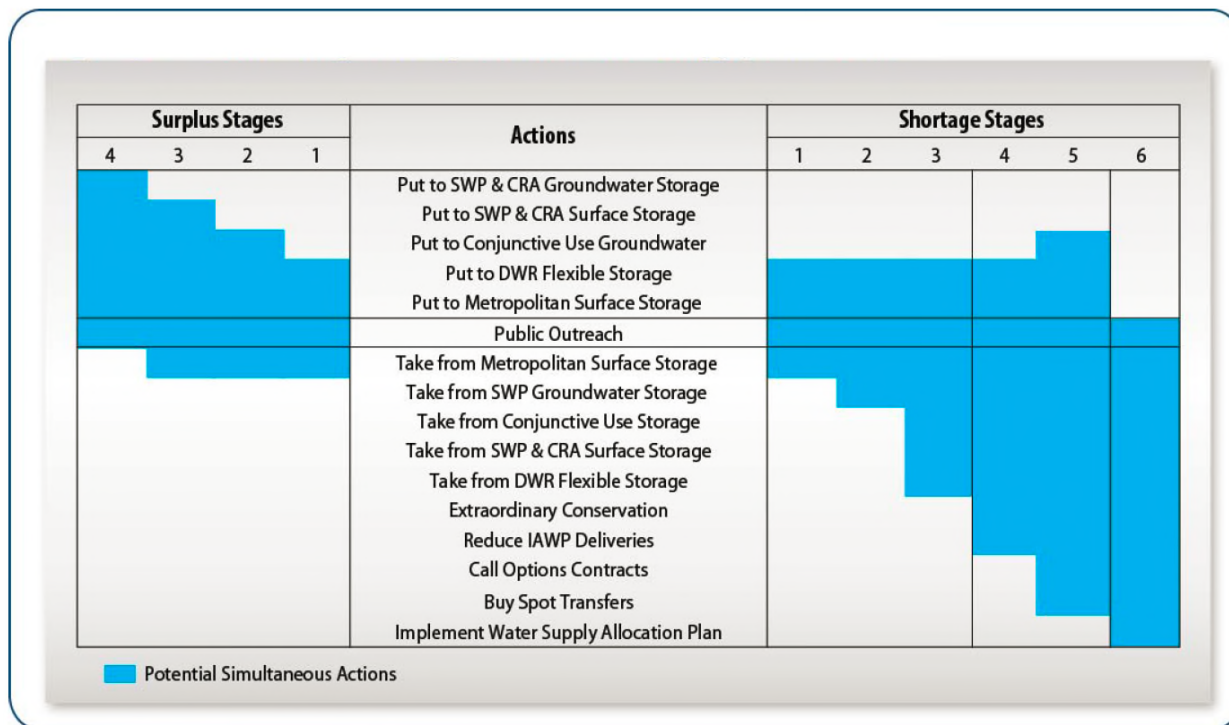 Surplus Stages
Actions
Shortage Stages
4 3 2 1
1 2 3 4 5 6
Put to SWP & CRA Groundwater Storage
Put to SWP & CRA Surface Storage
Put to Conjunctive Use Groundwater
Put to DWR Flexible Storage
Put to Metropolitan Surface Storage
Public Outreach
Take from Metropolitan Surface Storage
Take from SWP Groundwater Storage
Take from Conjunctive Use Storage
Take from SWP & CRA Surface Storage
Take from DWR Flexible Storage
Extraordinary Conservation
Reduce IAWP Deliveries
Call Options Contracts
Buy Spot Transfers
Implement Water Supply Allocation Plan
Potential Simultaneous Actions